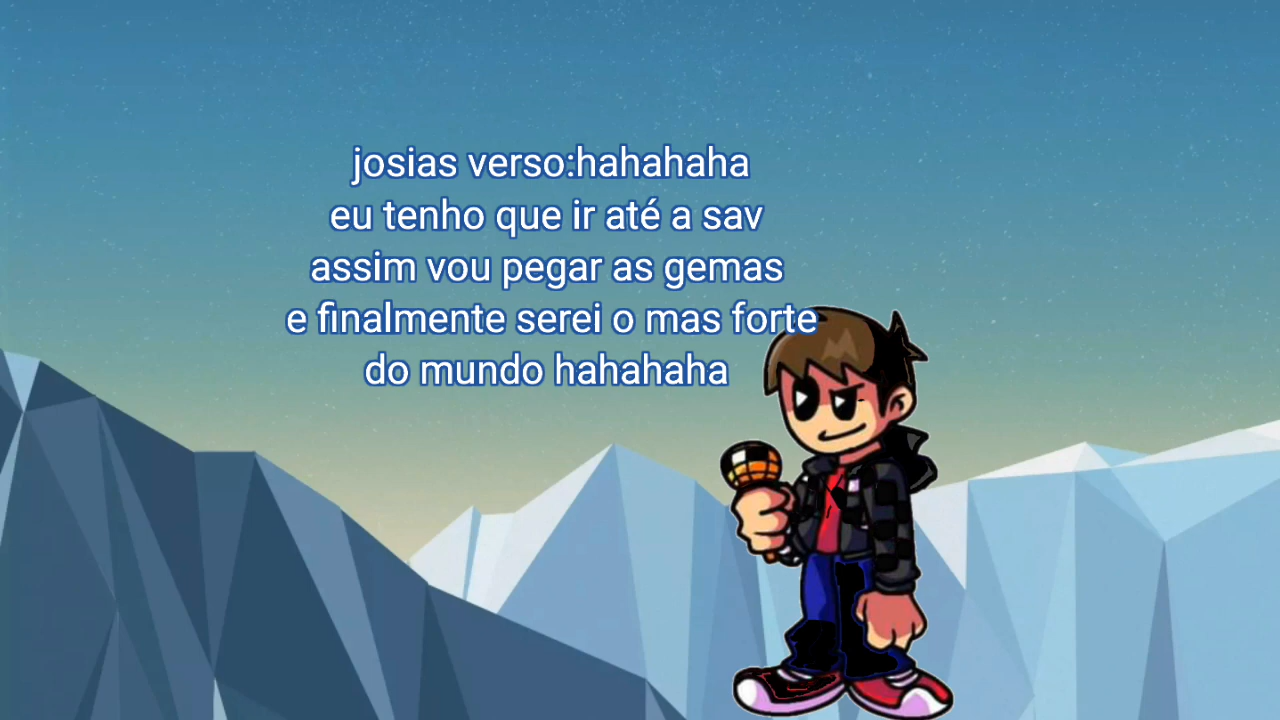 josias verso:hahahaha
eu tenho que ir até a sav
assim vou pegar as gemas
e finalmente serei o mas forte
do mundo hahahaha